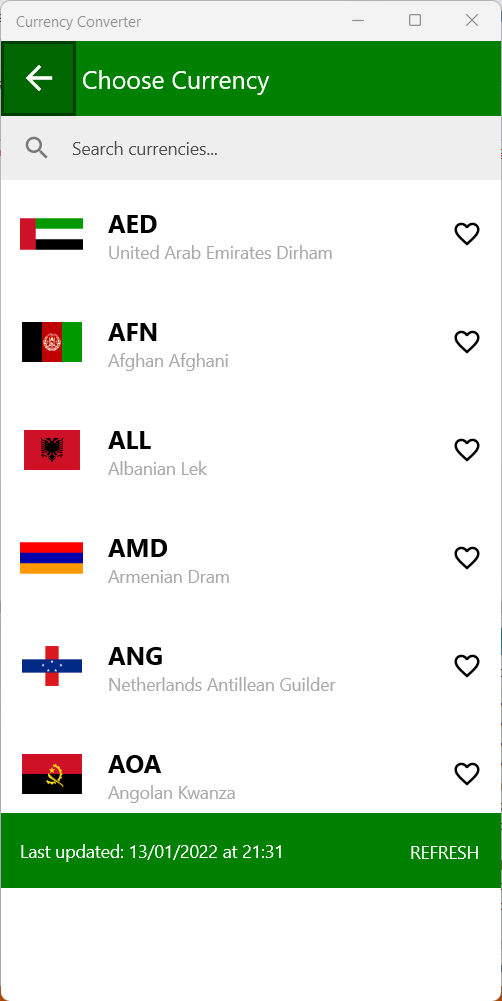 Currency Converter
Choose Currency
Search currencies...
AED
United Arab Emirates Dirham
AFN
Afghan Afghani
ALL
Albanian Lek
AMD
Armenian Dram
ANG
Netherlands Antillean Guilder
AOA
Angolan Kwanza
Last updated: 13/01/2022 at 21:31 REFRESH